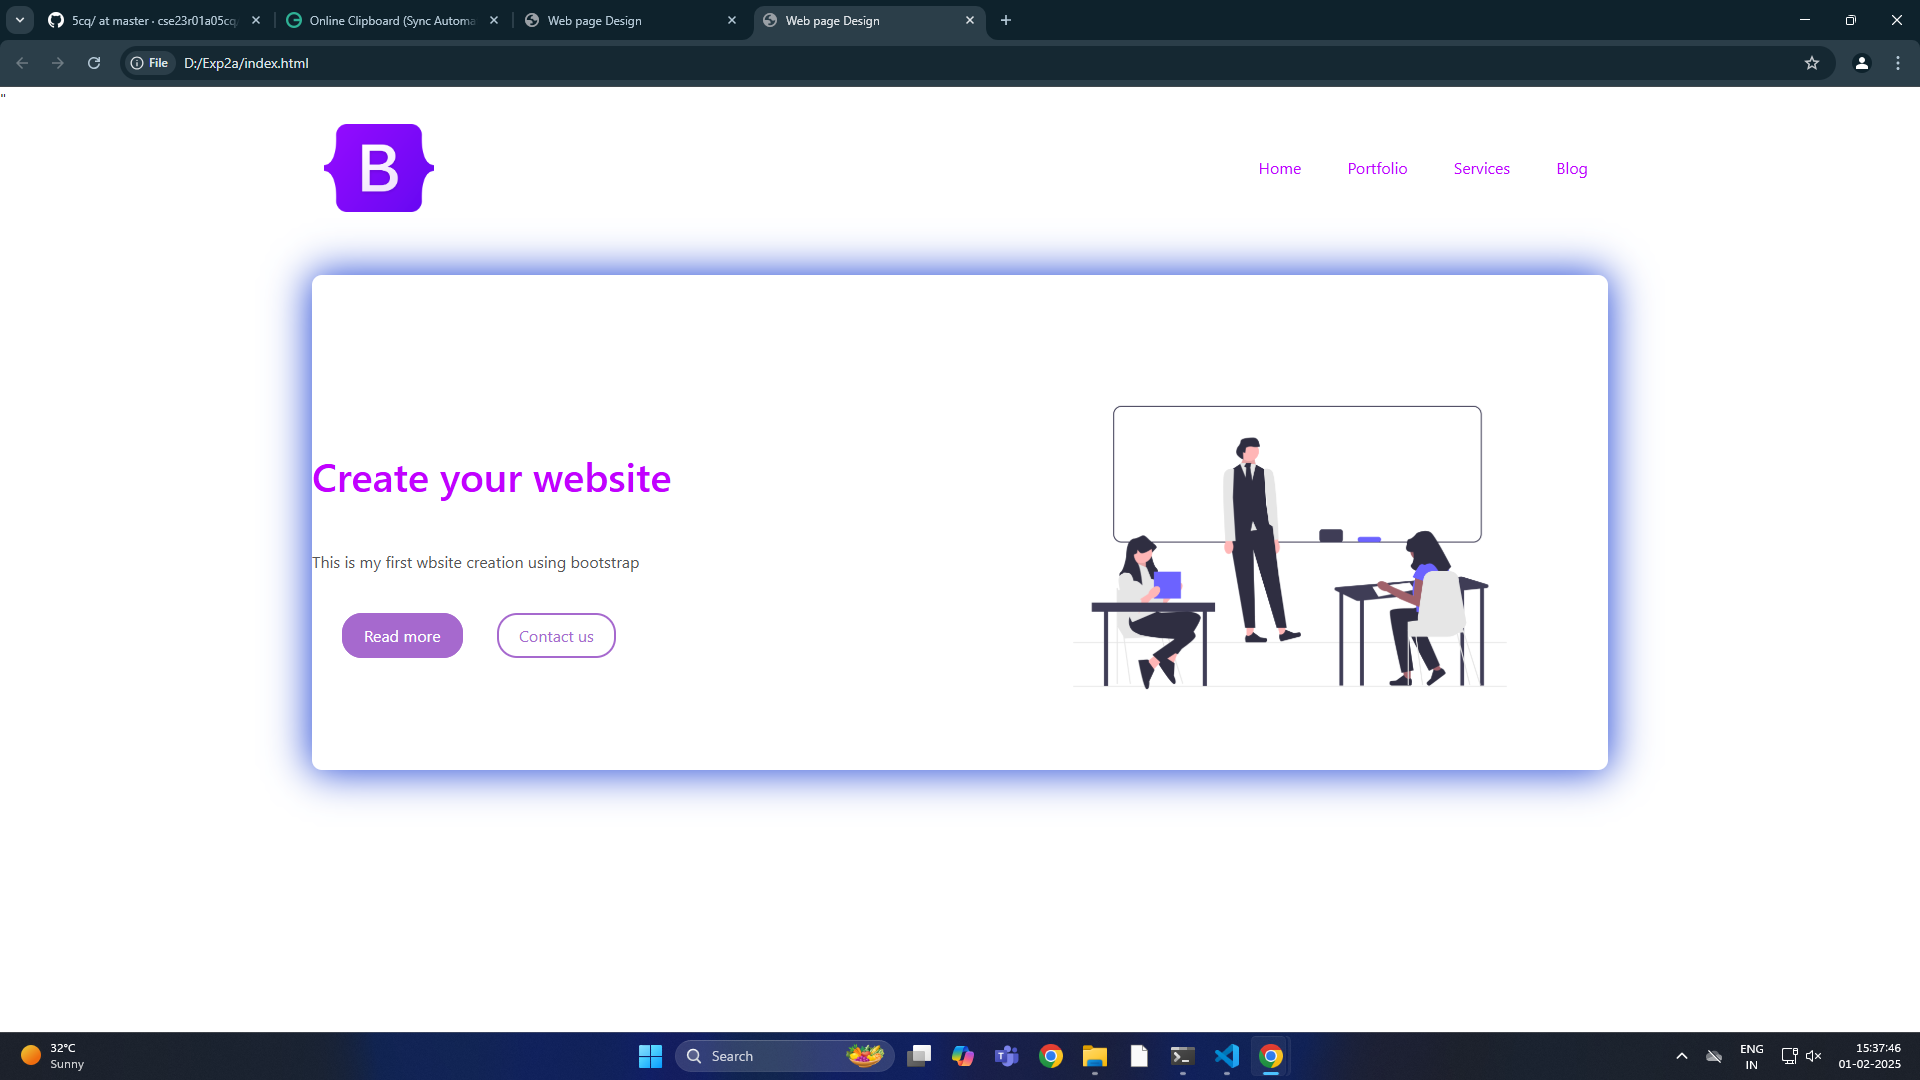 5cq/ at master · cse23r01a05cq
Online Clipboard (Sync Automa
Web page Design
Web page Design
File
D:/Exp2a/index.html
"
B
Home
Portfolio
Services
Blog
Create your website
This is my first wbsite creation using bootstrap
Read more
Contact us
32°C
Sunny
Search
ENG
IN
15:37:46
01-02-2025